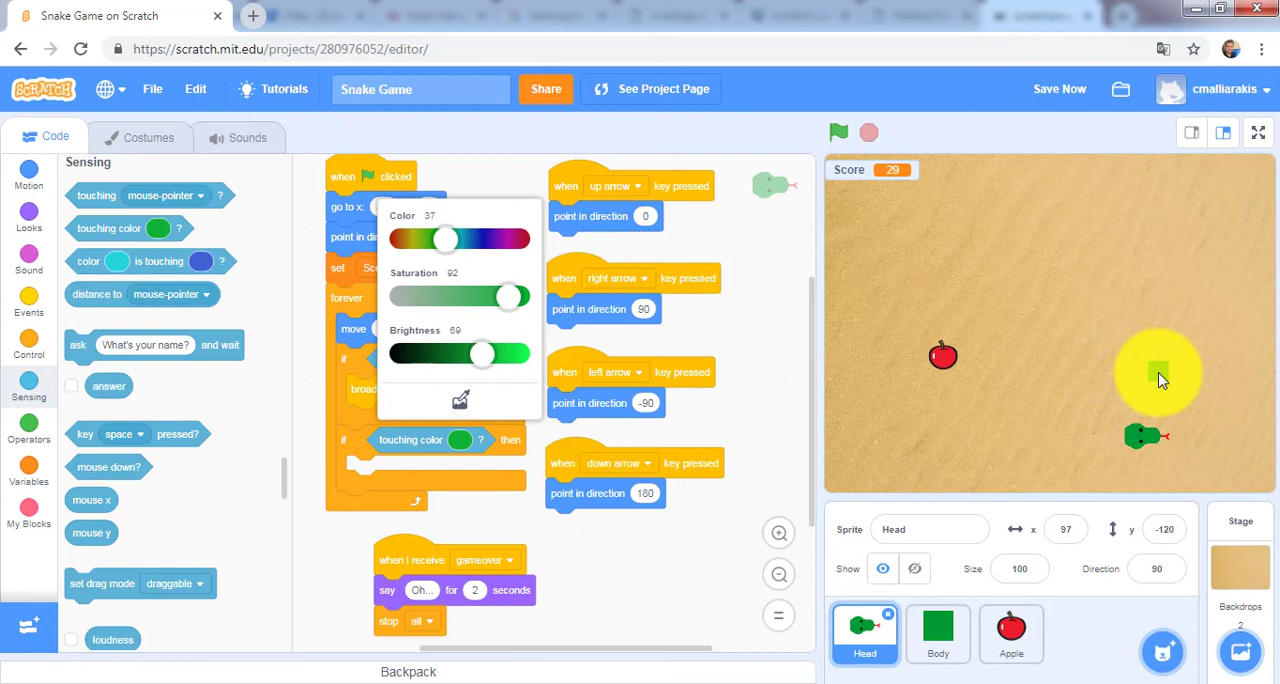 Snake Game on Scratch
https://scratch.mit.edu/projects/280976052/editor/
SCRATCH
File
Edit
Tutorials
Snake Game
Share
See Project Page
Save Now
cmalliarakis
Code
Costumes
Sounds
Motion
Looks
Sound
Events
Control
Sensing
Operators
Variables
My Blocks
Sensing
touching mouse-pointer ?
touching color ?
color is touching ?
distance to mouse-pointer
ask What's your name? and wait
answer
key space pressed?
mouse down?
mouse x
mouse y
set drag mode draggable
loudness
when clicked
go to x:
point in
set
forever
move
if
if touching color ? then
Color 37
Saturation 92
Brightness 69
when I receive gameover
say Oh... for 2 seconds
stop all
when up arrow key pressed
point in direction 0
when right arrow key pressed
point in direction 90
when left arrow key pressed
point in direction -90
when down arrow key pressed
point in direction 180
Score 29
Sprite Head x 97 y -120
Show Size 100 Direction 90
Head
Body
Apple
Stage
Backdrops
2
Backpack